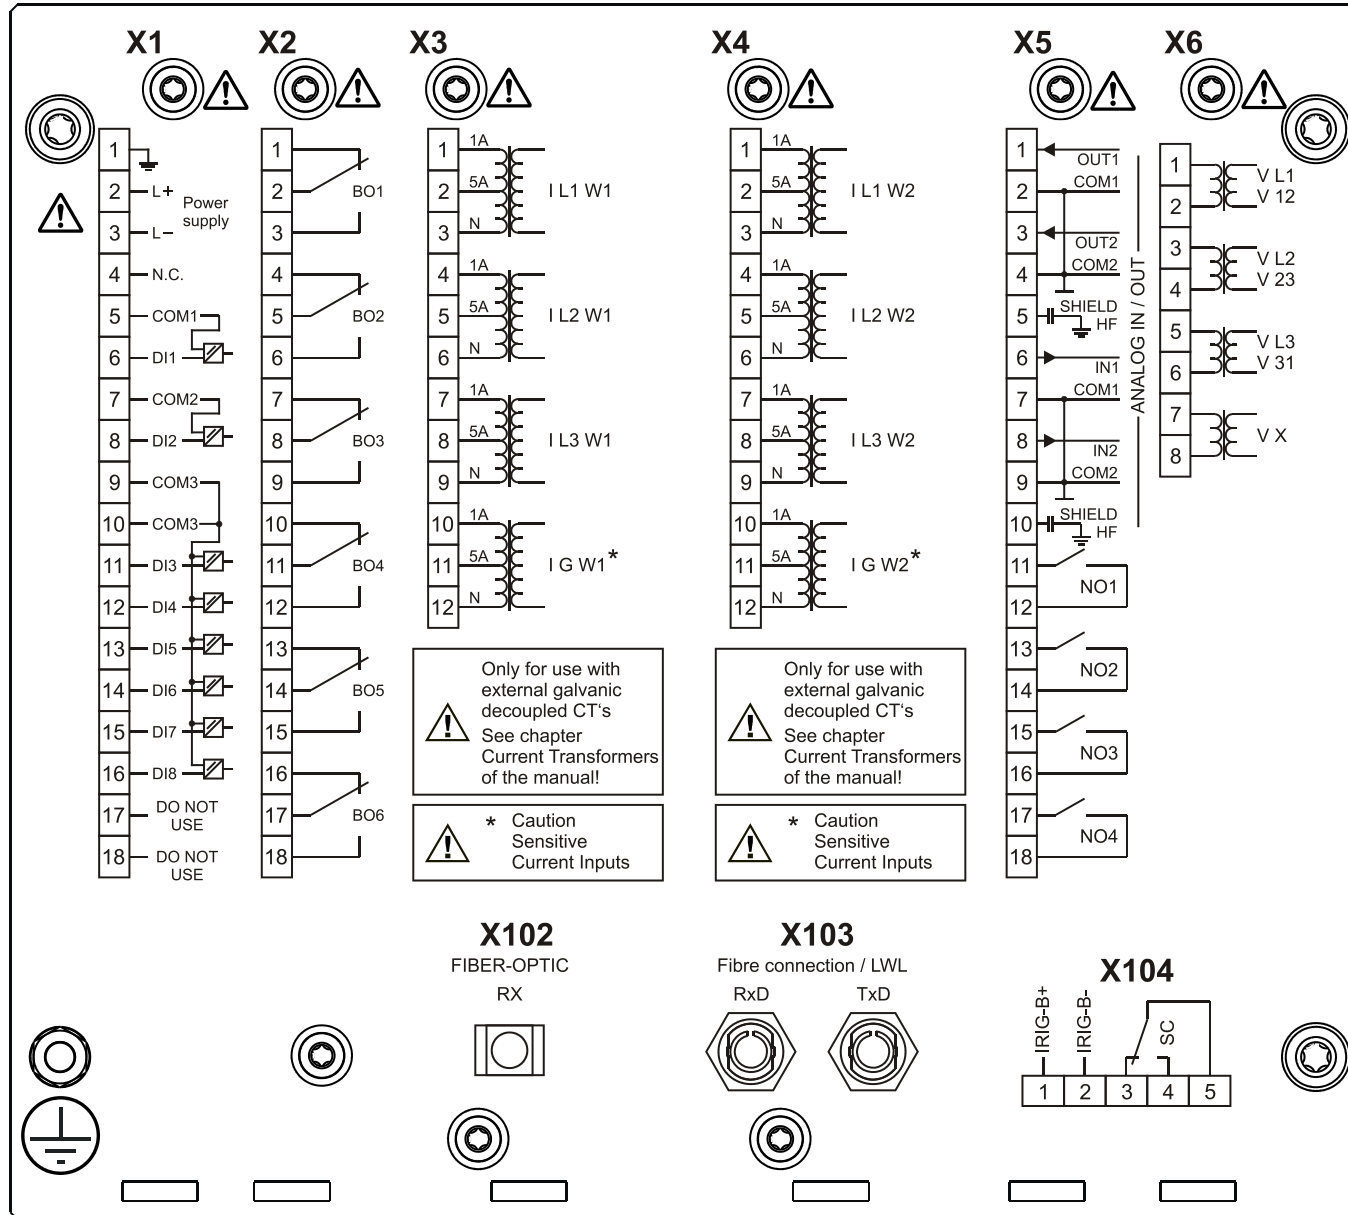 X1
1
2 L+ Power
3 L– supply
4 N.C.
5 COM1
6 DI1
7 COM2
8 DI2
9 COM3
10 COM3
11 DI3
12 DI4
13 DI5
14 DI6
15 DI7
16 DI8
17 DO NOT
USE
18 DO NOT
USE
X2
1
2 BO1
3
4
5 BO2
6
7
8 BO3
9
10
11 BO4
12
13
14 BO5
15
16
17 BO6
18
X3
1 1A
2 5A I L1 W1
3 N
4 1A
5 5A I L2 W1
6 N
7 1A
8 5A I L3 W1
9 N
10 1A
11 5A I G W1*
12 N
Only for use with
external galvanic
decoupled CT's
See chapter
Current Transformers
of the manual!
* Caution
Sensitive
Current Inputs
X4
1 1A
2 5A I L1 W2
3 N
4 1A
5 5A I L2 W2
6 N
7 1A
8 5A I L3 W2
9 N
10 1A
11 5A I G W2*
12 N
Only for use with
external galvanic
decoupled CT's
See chapter
Current Transformers
of the manual!
* Caution
Sensitive
Current Inputs
X5
1 OUT1
2 COM1
3 OUT2
4 COM2
5 SHIELD
HF
6 IN1
7 COM1
8 IN2
9 COM2
10 SHIELD
HF
ANALOG IN / OUT
11
12 NO1
13
14 NO2
15
16 NO3
17
18 NO4
X6
1 V L1
2 V 12
3 V L2
4 V 23
5 V L3
6 V 31
7
8 V X
X102
FIBER-OPTIC
RX
X103
Fibre connection / LWL
RxD TxD
X104
IRIG-B+
IRIG-B-
SC
1 2 3 4 5